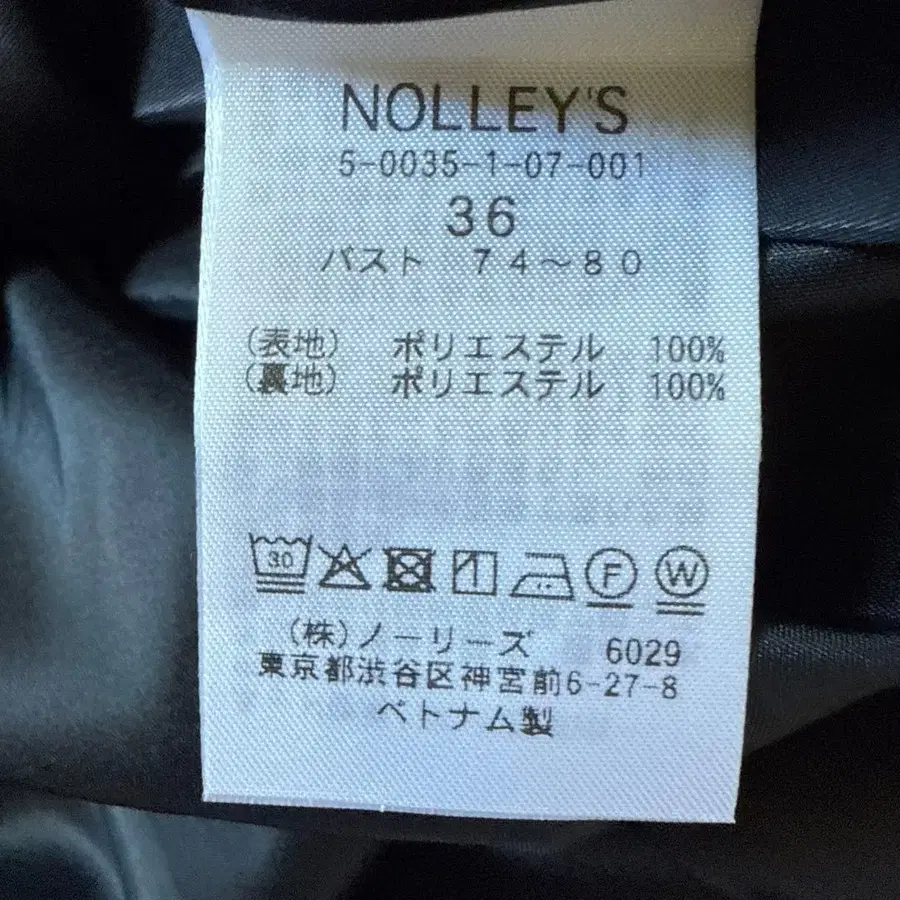 NOLLEY'S
5-0035-1-07-001
36
バスト 74～80
(表地) ポリエステル 100%
(裏地) ポリエステル 100%
30 F W
(株)ノーリーズ 6029
東京都渋谷区神宮前6-27-8
ベトナム製